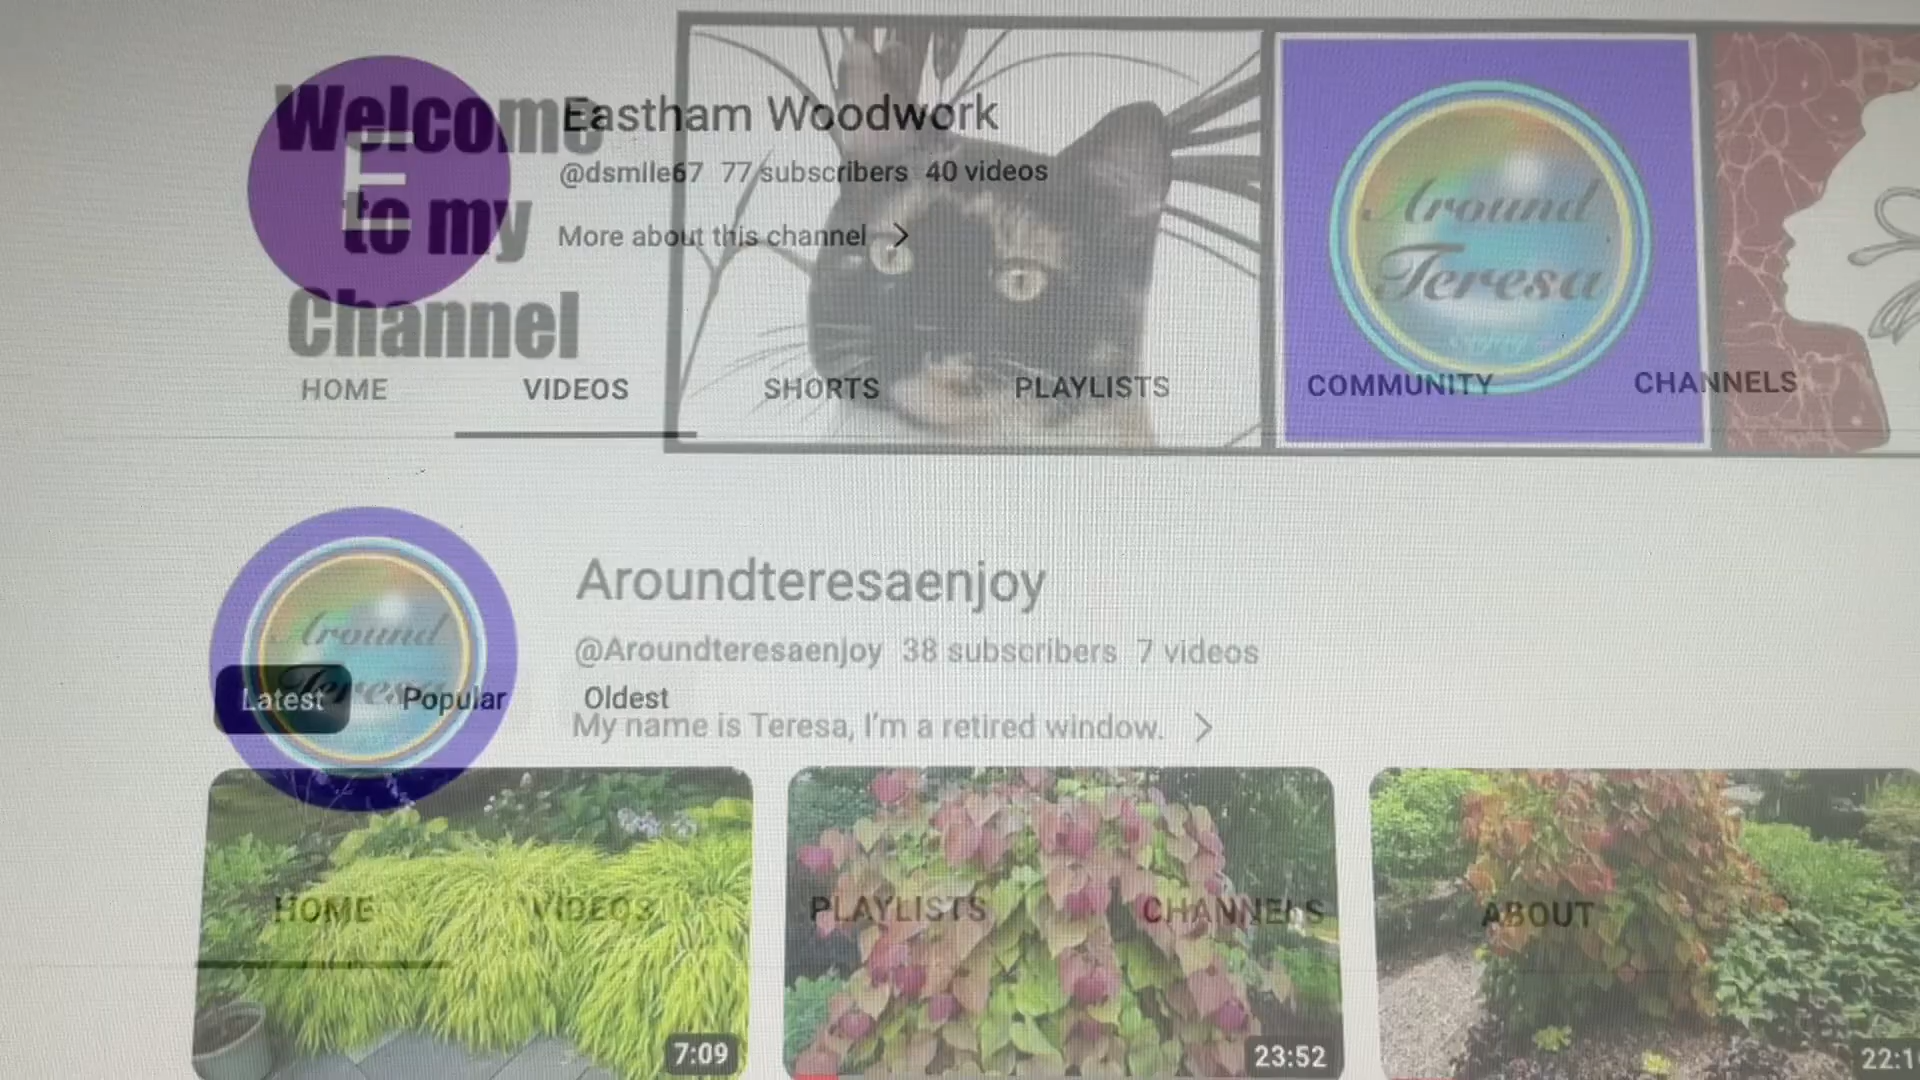 Welcome
to my
Channel
E
Eastham Woodwork
@dsmlle67 77 subscribers 40 videos
More about this channel
Around
Teresa
HOME VIDEOS SHORTS PLAYLISTS COMMUNITY CHANNELS
Around
Teresa
Aroundteresaenjoy
@Aroundteresaenjoy 38 subscribers 7 videos
Latest Popular Oldest
My name is Teresa, I'm a retired window.
HOME VIDEOS PLAYLISTS CHANNELS ABOUT
7:09
23:52